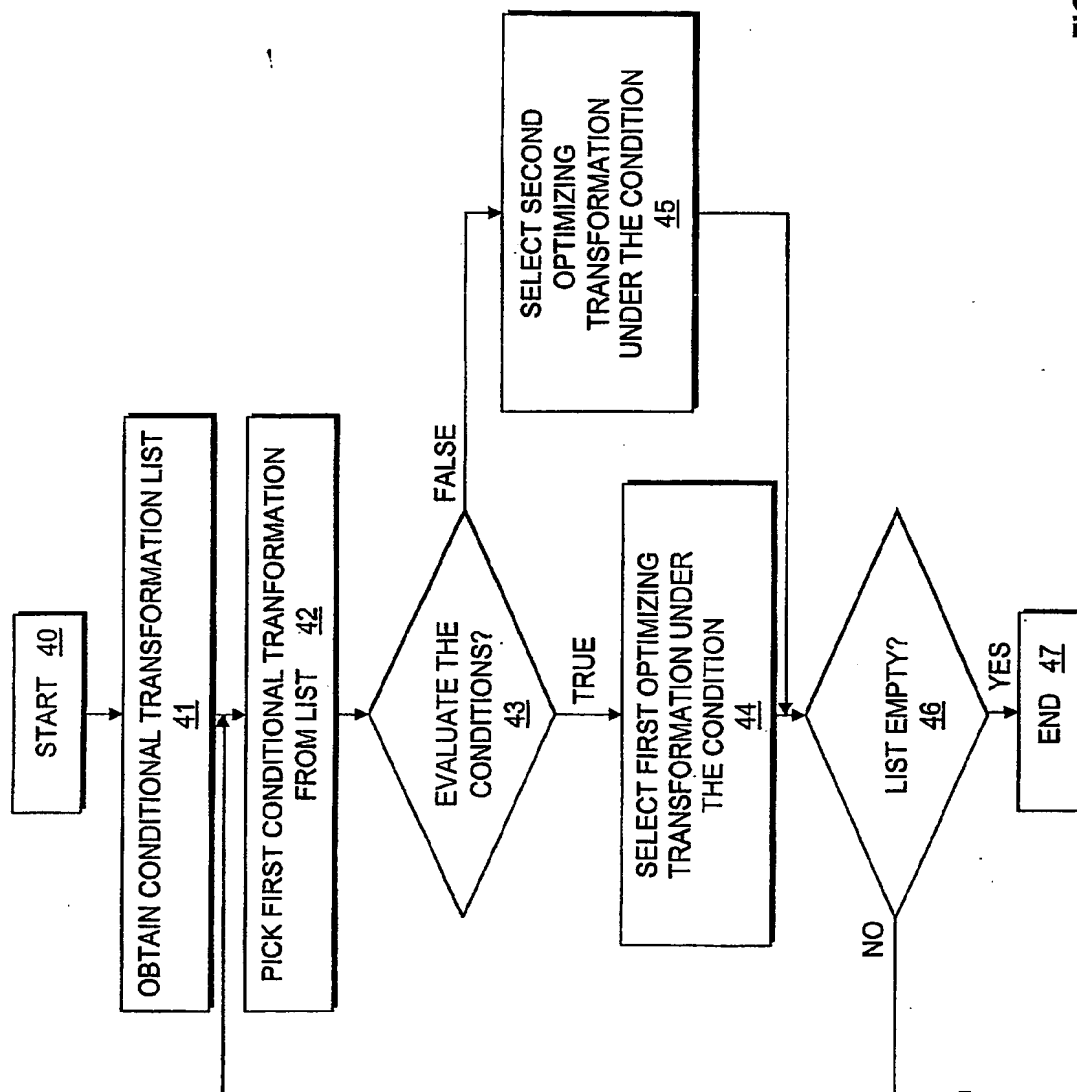 START 40
OBTAIN CONDITIONAL TRANSFORMATION LIST
41
PICK FIRST CONDITIONAL TRANFORMATION
FROM LIST 42
EVALUATE THE
CONDITIONS?
43
FALSE
TRUE
SELECT SECOND
OPTIMIZING
TRANSFORMATION
UNDER THE CONDITION
45
SELECT FIRST OPTIMIZING
TRANSFORMATION UNDER
THE CONDITION
44
LIST EMPTY?
46
NO
YES
END 47